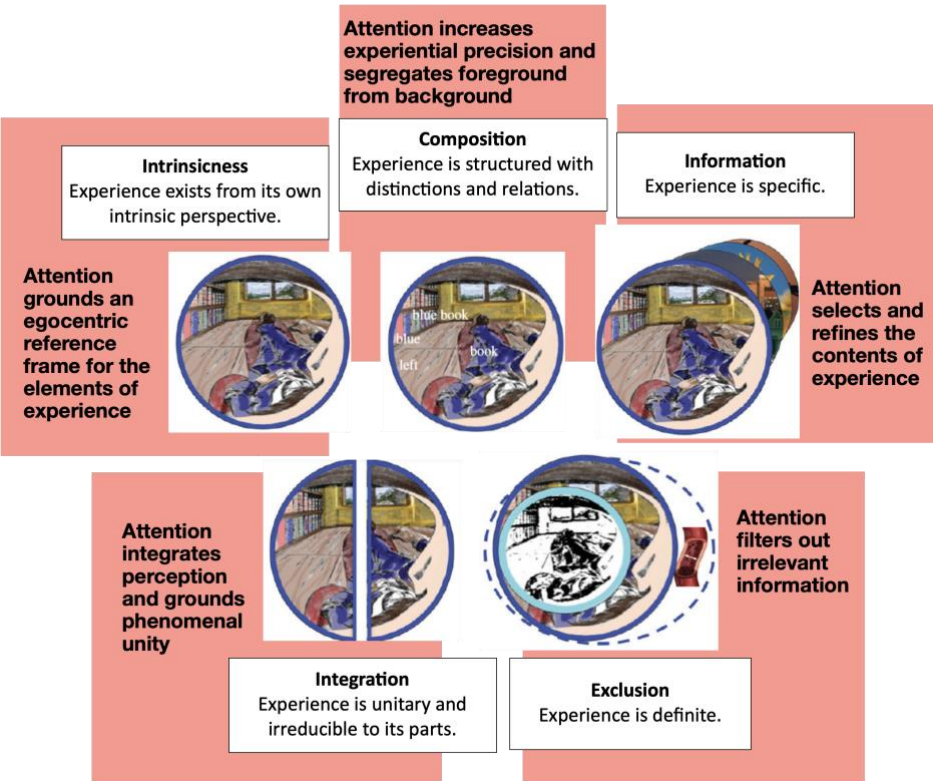 Attention increases
experiential precision and
segregates foreground
from background
Intrinsicness
Experience exists from its own
intrinsic perspective.
Composition
Experience is structured with
distinctions and relations.
Information
Experience is specific.
Attention
grounds an
egocentric
reference
frame for the
elements of
experience
blue book
blue
book
left
Attention
selects and
refines the
contents of
experience
Attention
integrates
perception
and grounds
phenomenal
unity
Attention
filters out
irrelevant
information
Integration
Experience is unitary and
irreducible to its parts.
Exclusion
Experience is definite.